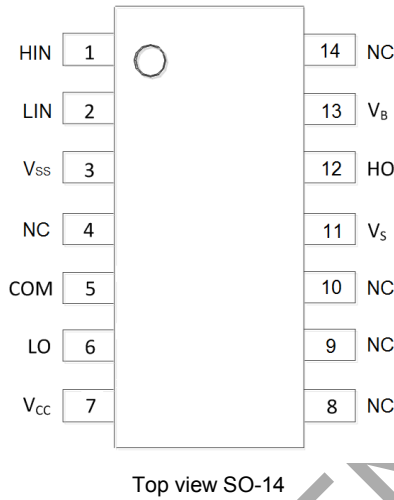 HIN 1 14 NC
LIN 2 13 VB
VSS 3 12 HO
NC 4 11 VS
COM 5 10 NC
LO 6 9 NC
VCC 7 8 NC
Top view SO-14